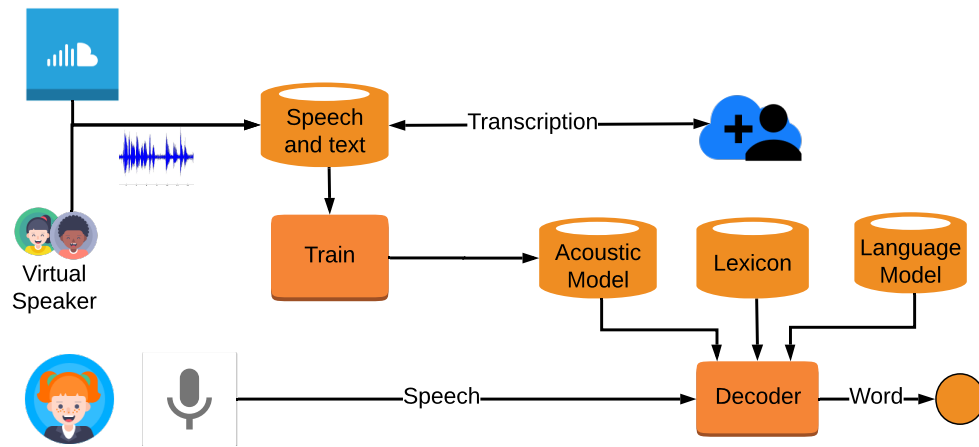 Speech
and text
Transcription
Virtual
Speaker
Train
Acoustic
Model
Lexicon
Language
Model
Speech
Decoder
Word